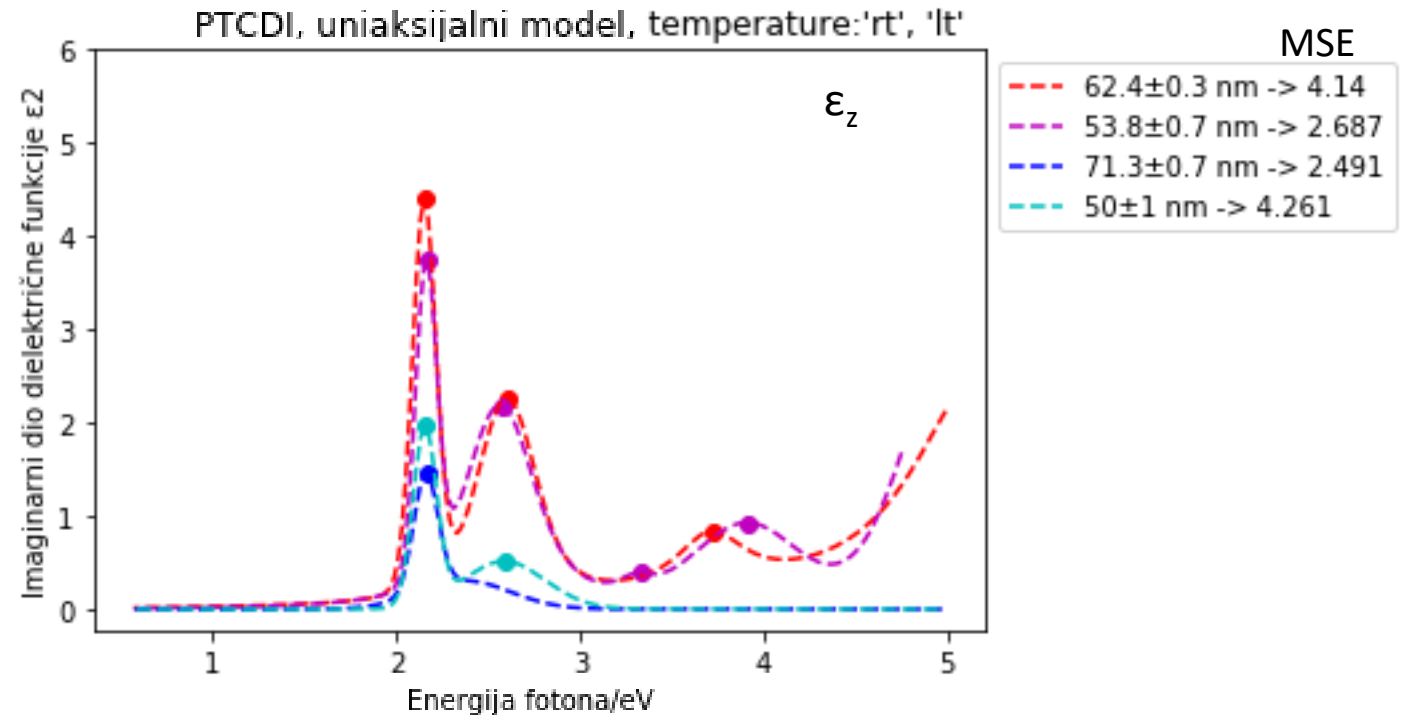 PTCDI, uniaksijalni model, temperature:'rt', 'lt'
MSE
62.4±0.3 nm -> 4.14
53.8±0.7 nm -> 2.687
71.3±0.7 nm -> 2.491
50±1 nm -> 4.261
εz
Imaginarni dio dielektrične funkcije ε2
6
5
4
3
2
1
0
1 2 3 4 5
Energija fotona/eV